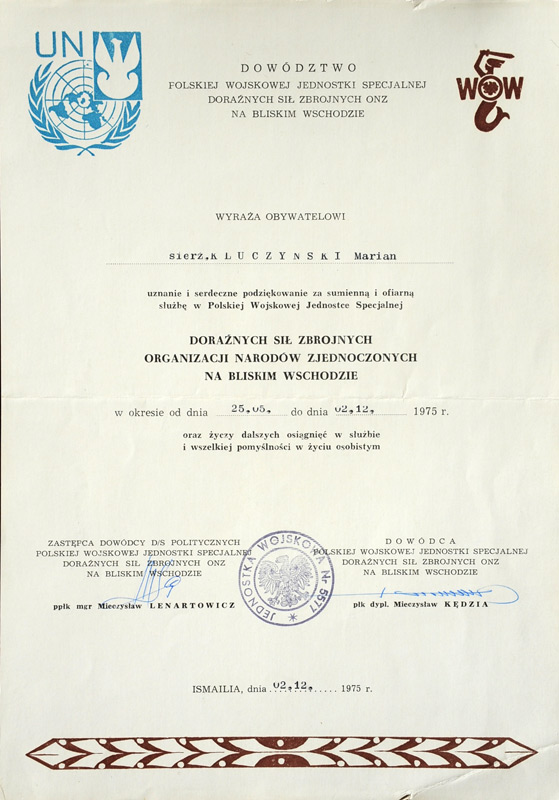 UN
DOWÓDZTWO
POLSKIEJ WOJSKOWEJ JEDNOSTKI SPECJALNEJ
DORAŹNYCH SIŁ ZBROJNYCH ONZ
NA BLISKIM WSCHODZIE
WOW
WYRAŻA OBYWATELOWI
sierż.KLUCZYŃSKI Marian
uznanie i serdeczne podziękowanie za sumienną i ofiarną
służbę w Polskiej Wojskowej Jednostce Specjalnej
DORAŹNYCH SIŁ ZBROJNYCH
ORGANIZACJI NARODÓW ZJEDNOCZONYCH
NA BLISKIM WSCHODZIE
w okresie od dnia 25.05. do dnia 02.12. 1975 r.
oraz życzy dalszych osiągnięć w służbie
i wszelkiej pomyślności w życiu osobistym
ZASTĘPCA DOWÓDCY D/S POLITYCZNYCH
POLSKIEJ WOJSKOWEJ JEDNOSTKI SPECJALNEJ
DORAŹNYCH SIŁ ZBROJNYCH ONZ
NA BLISKIM WSCHODZIE
ppłk mgr Mieczysław LENARTOWICZ
JEDNOSTKA WOJSKOWA Nr 5577
DOWÓDCA
POLSKIEJ WOJSKOWEJ JEDNOSTKI SPECJALNEJ
DORAŹNYCH SIŁ ZBROJNYCH ONZ
NA BLISKIM WSCHODZIE
płk dypl. Mieczysław KĘDZIA
ISMAILIA, dnia 02.12. 1975 r.